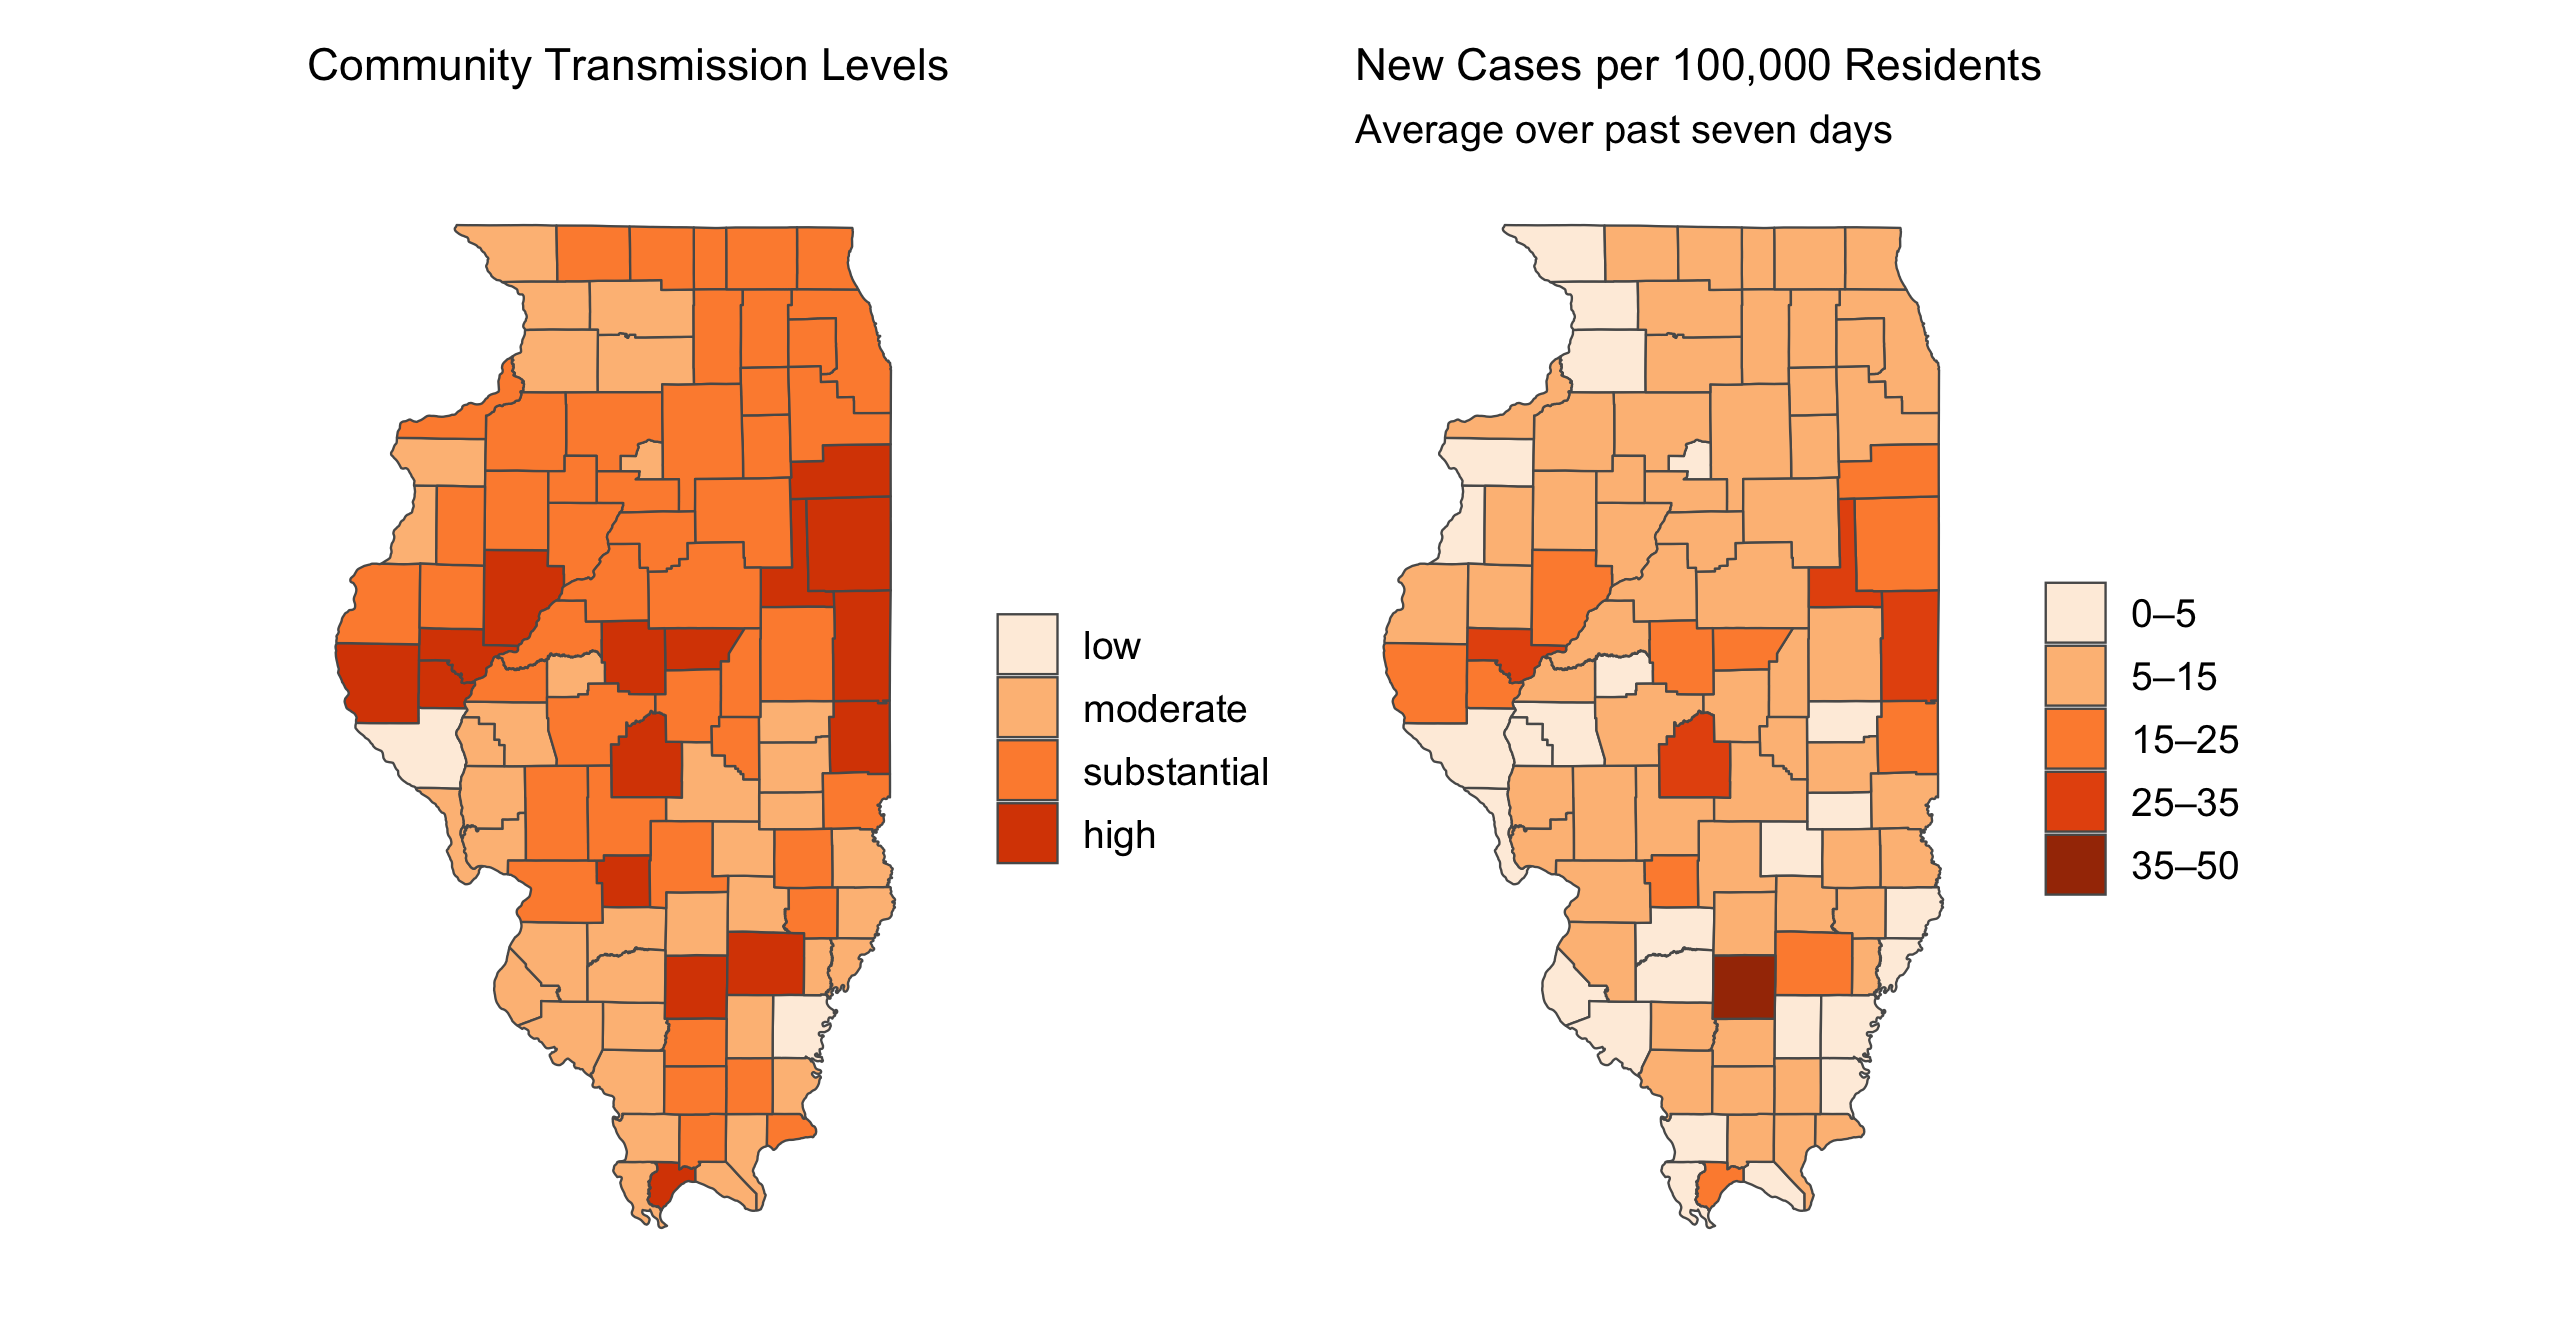 Community Transmission Levels
low
moderate
substantial
high
New Cases per 100,000 Residents
Average over past seven days
0–5
5–15
15–25
25–35
35–50